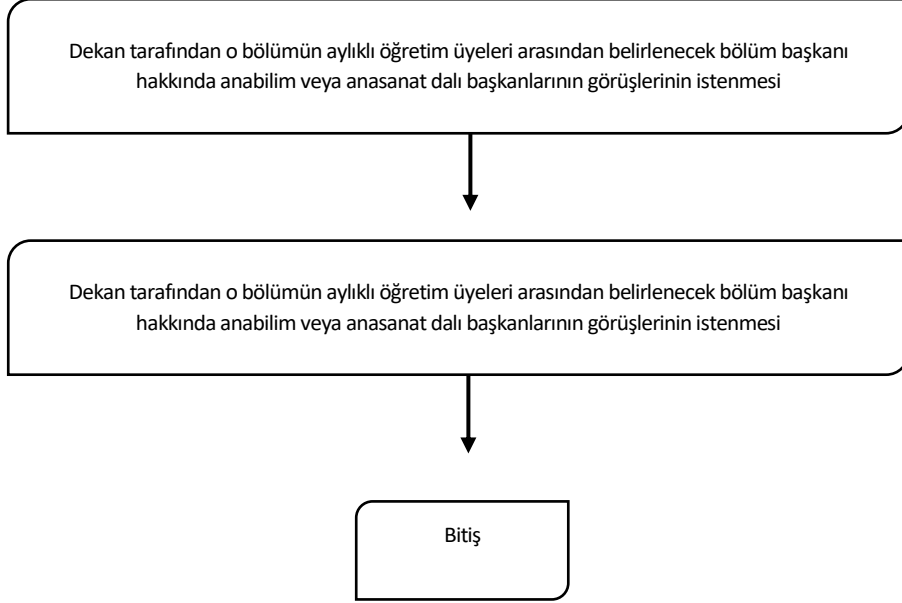 Dekan tarafından o bölümün aylıklı öğretim üyeleri arasından belirlenecek bölüm başkanı
hakkında anabilim veya anasanat dalı başkanlarının görüşlerinin istenmesi
Dekan tarafından o bölümün aylıklı öğretim üyeleri arasından belirlenecek bölüm başkanı
hakkında anabilim veya anasanat dalı başkanlarının görüşlerinin istenmesi
Bitiş